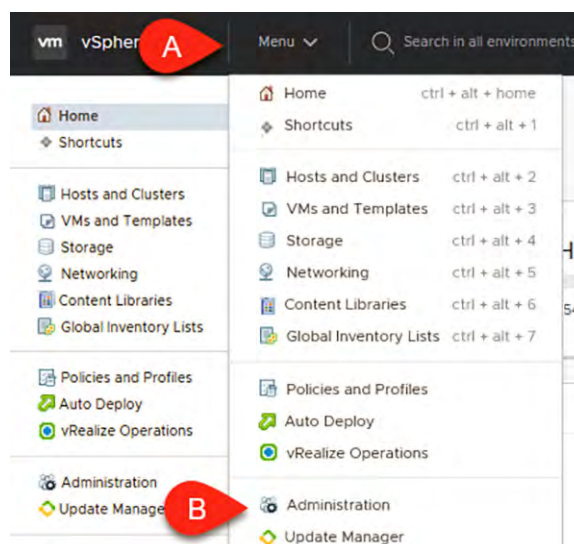 vm vSpher A Menu Search in all environments
Home
Shortcuts
Hosts and Clusters
VMs and Templates
Storage
Networking
Content Libraries
Global Inventory Lists
Policies and Profiles
Auto Deploy
vRealize Operations
Administration
Update Manage
Home ctrl + alt + home
Shortcuts ctrl + alt + 1
Hosts and Clusters ctrl + alt + 2
VMs and Templates ctrl + alt + 3
Storage ctrl + alt + 4
Networking ctrl + alt + 5
Content Libraries ctrl + alt + 6
Global Inventory Lists ctrl + alt + 7
Policies and Profiles
Auto Deploy
vRealize Operations
B Administration
Update Manager
H
54